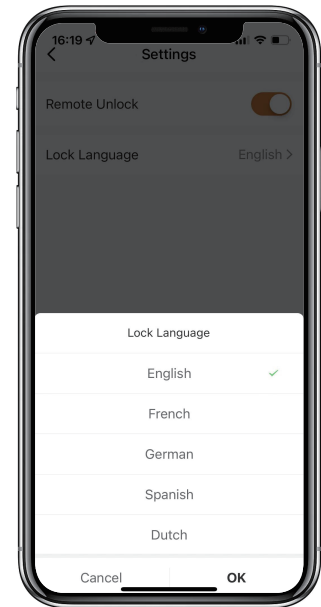 16:19
Settings
Remote Unlock
Lock Language English >
Lock Language
English
French
German
Spanish
Dutch
Cancel OK